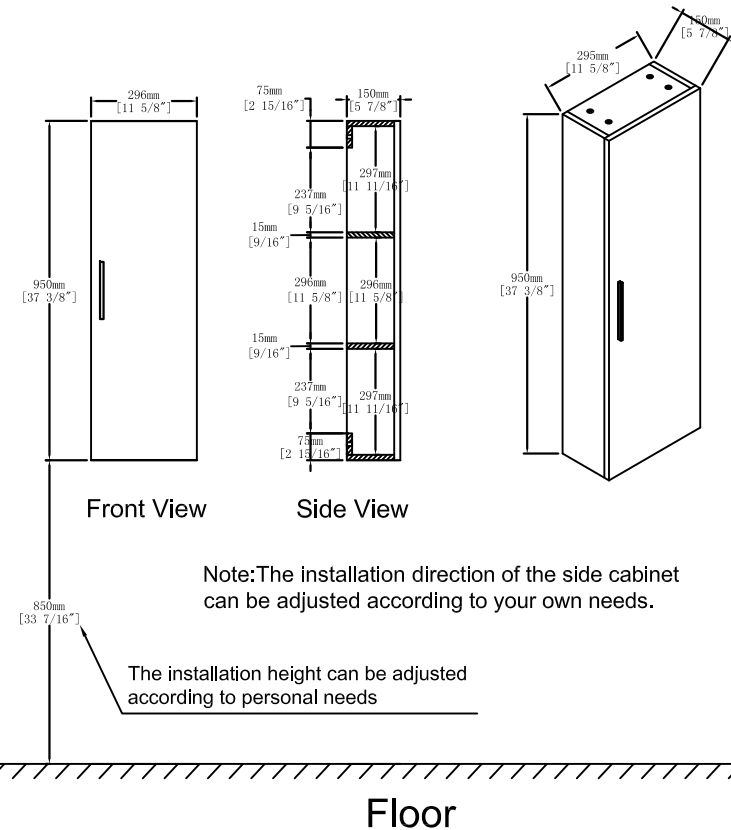 296mm
[11 5/8"]
950mm
[37 3/8"]
Front View
75mm
[2 15/16"]
150mm
[5 7/8"]
237mm
[9 5/16"]
297mm
[11 11/16"]
15mm
[9/16"]
296mm
[11 5/8"]
296mm
[11 5/8"]
15mm
[9/16"]
237mm
[9 5/16"]
297mm
[11 11/16"]
75mm
[2 15/16"]
Side View
295mm
[11 5/8"]
150mm
[5 7/8"]
950mm
[37 3/8"]
Note:The installation direction of the side cabinet
can be adjusted according to your own needs.
850mm
[33 7/16"]
The installation height can be adjusted
according to personal needs
Floor